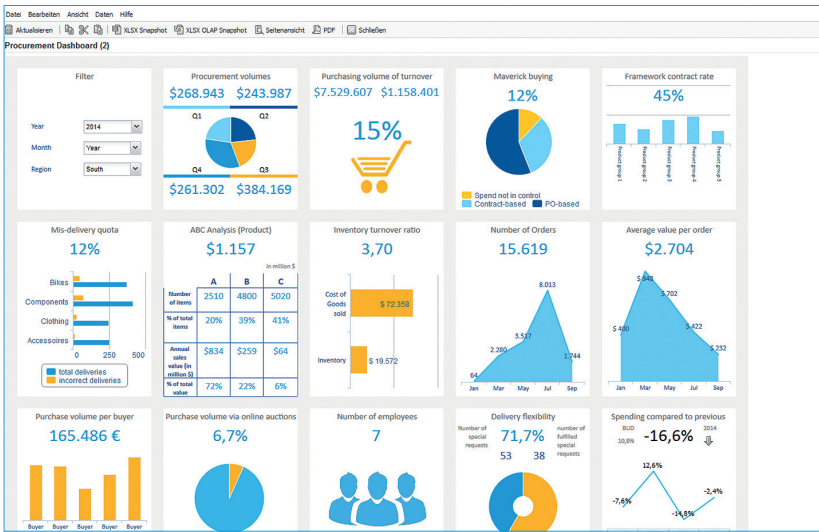 Datei Bearbeiten Ansicht Daten Hilfe
Aktualisieren XLSX Snapshot XLSX OLAP Snapshot Seitenansicht PDF Schließen
Procurement Dashboard (2)
Filter
Year 2014
Month Year
Region South
Procurement volumes
$268.943 $243.987
Q1 Q2
Q4 Q3
$261.302 $384.169
Purchasing volume of turnover
$7.529.607 $1.158.401
15%
Maverick buying
12%
Spend not in control
Contract-based PO-based
Framework contract rate
45%
Product group 1
Product group 2
Product group 3
Product group 4
Product group 5
Mis-delivery quota
12%
Bikes
Components
Clothing
Accessoires
0 250 500
total deliveries
incorrect deliveries
ABC Analysis (Product)
$1.157
in million $
A B C
Number of items 2510 4800 5020
% of total items 20% 39% 41%
Annual sales value (in million $) $834 $259 $64
% of total value 72% 22% 6%
Inventory turnover ratio
3,70
Cost of Goods sold $ 72.358
Inventory $ 19.572
Number of Orders
15.619
8.013
3.517
2.280
1.744
64
Jan Mar May Jul Sep
Average value per order
$2.704
$ 948
$ 702
$ 400
$ 422
$ 232
Jan Mar May Jul Sep
Purchase volume per buyer
165.486 €
Buyer Buyer Buyer Buyer Buyer
Purchase volume via online auctions
6,7%
Number of employees
7
Delivery flexibility
Number of special requests
71,7%
number of fulfilled special requests
53 38
Spending compared to previous
BUD 10,8%
-16,6%
2014
12,6%
-7,6%
-2,4%
-14,8%